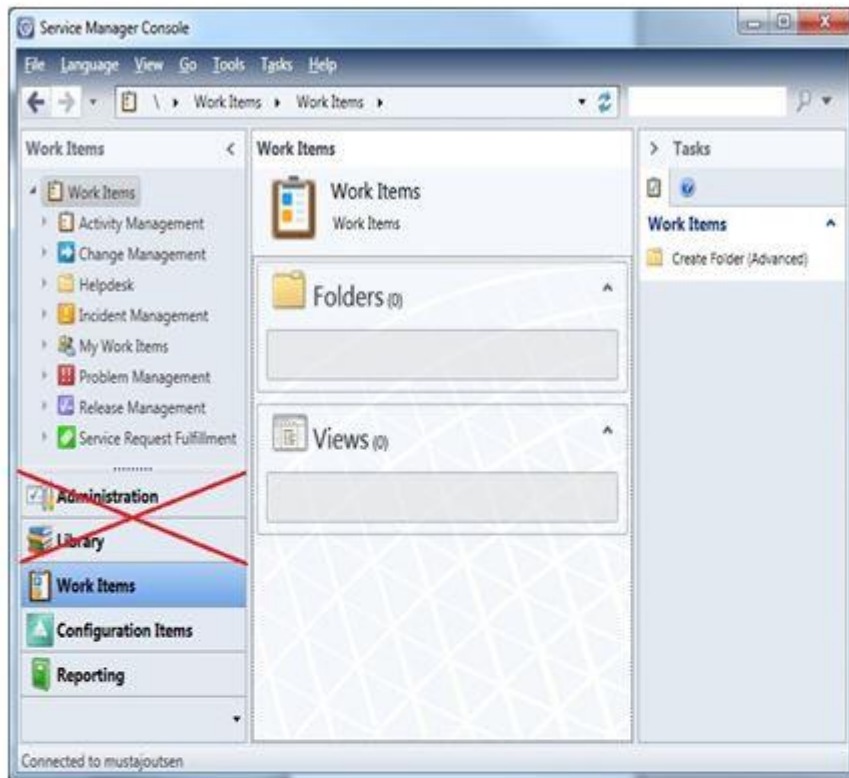 Service Manager Console
File Language View Go Tools Tasks Help
\ Work Items Work Items
Work Items
Work Items
Activity Management
Change Management
Helpdesk
Incident Management
My Work Items
Problem Management
Release Management
Service Request Fulfillment
Administration
Library
Work Items
Configuration Items
Reporting
Work Items
Work Items
Work Items
Folders (0)
Views (0)
Tasks
Work Items
Create Folder (Advanced)
Connected to mustajoutsen